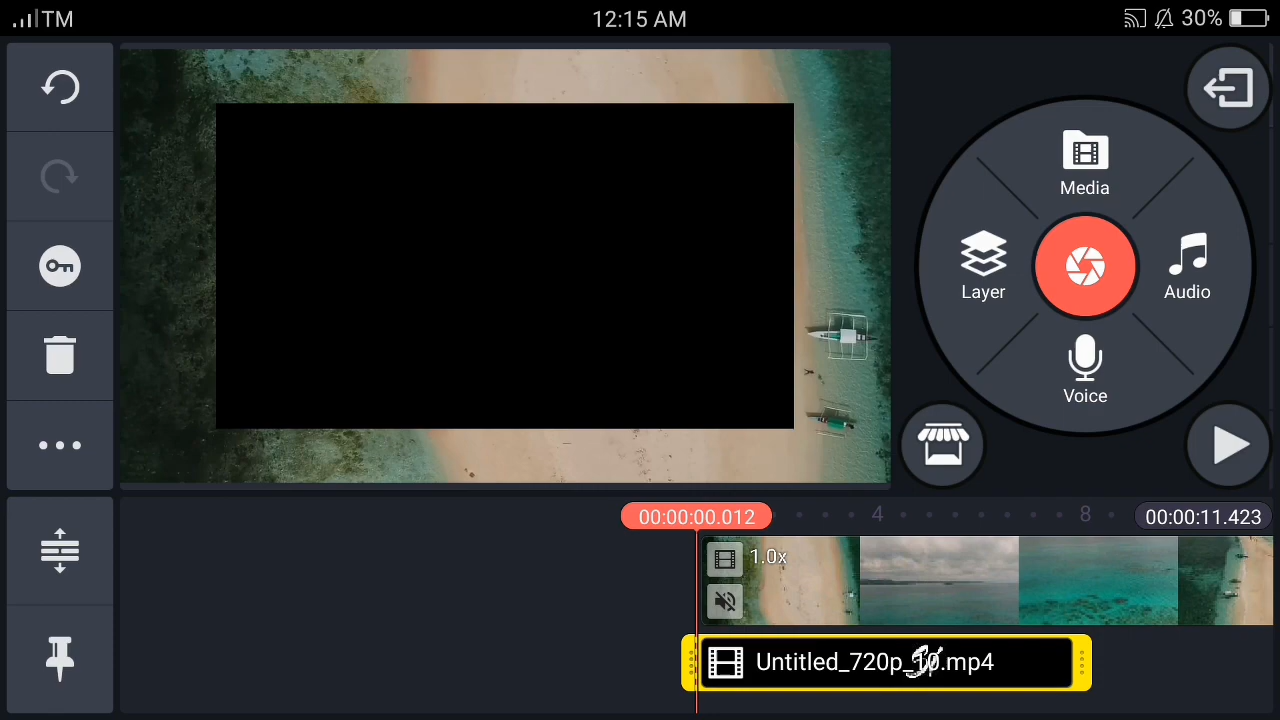 TM 12:15 AM 30%
Media
Layer
Audio
Voice
00:00:00.012 4 8 00:00:11.423
1.0x
Untitled_720p_10.mp4